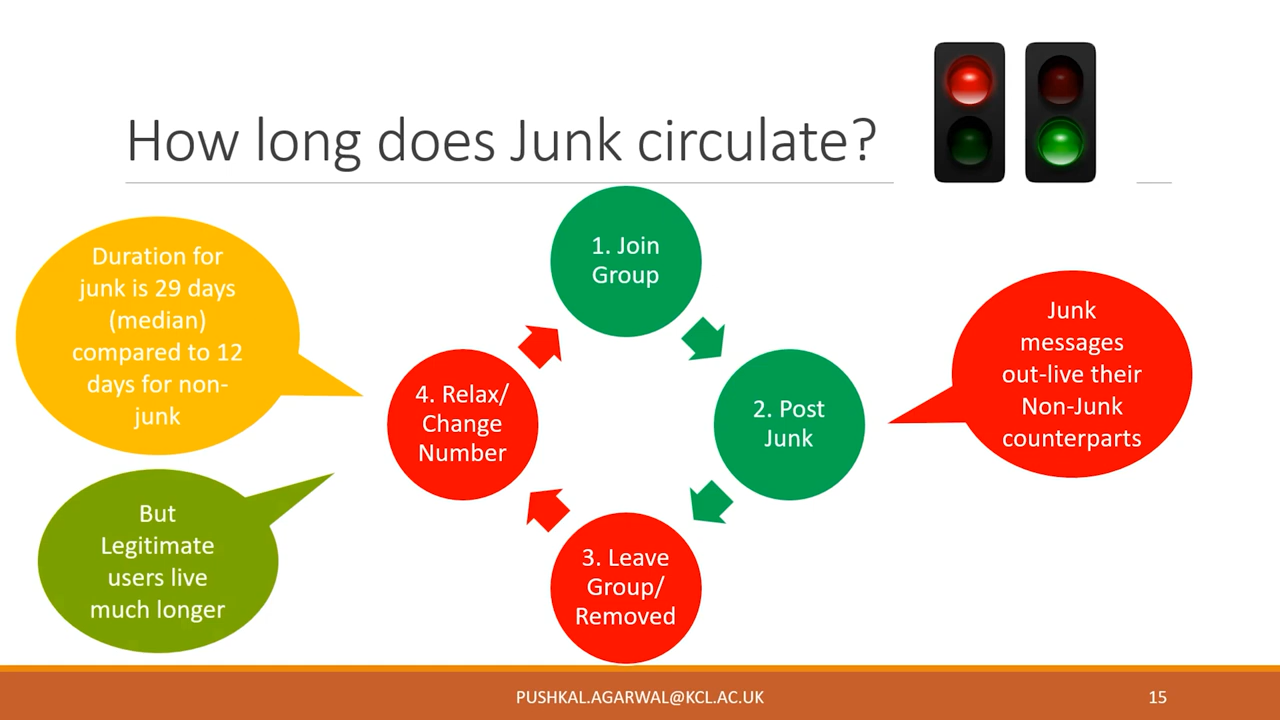 How long does Junk circulate?
Duration for
junk is 29 days
(median)
compared to 12
days for non-
junk
But
Legitimate
users live
much longer
1. Join
Group
2. Post
Junk
3. Leave
Group/
Removed
4. Relax/
Change
Number
Junk
messages
out-live their
Non-Junk
counterparts
PUSHKAL.AGARWAL@KCL.AC.UK
15